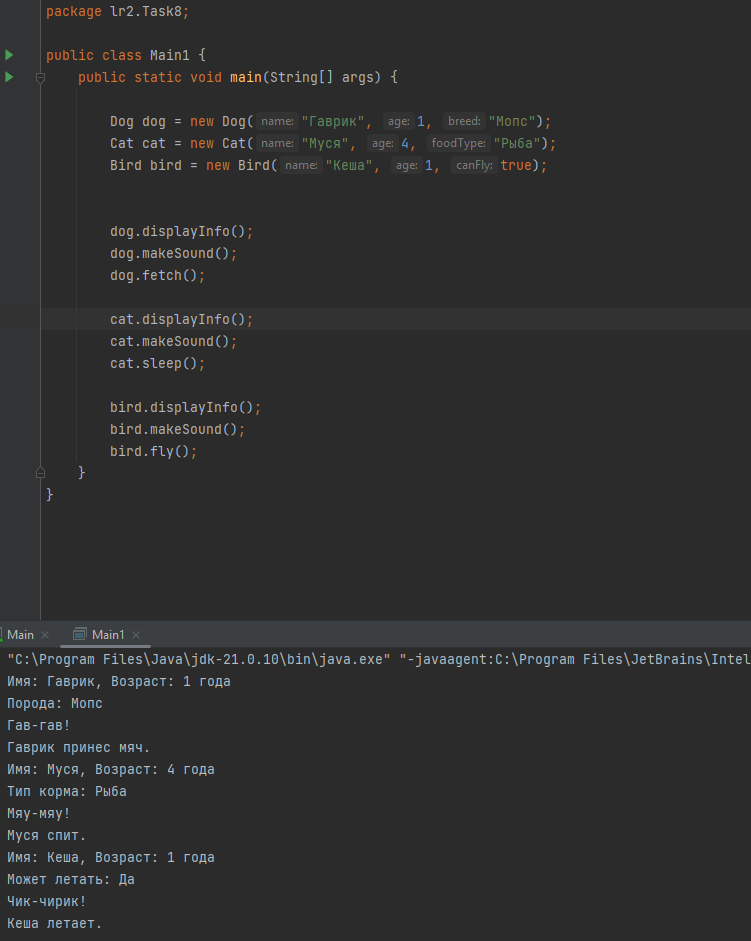 package lr2.Task8;
public class Main1 {
public static void main(String[] args) {
Dog dog = new Dog( name: "Гаврик", age: 1, breed: "Мопс");
Cat cat = new Cat( name: "Муся", age: 4, foodType: "Рыба");
Bird bird = new Bird( name: "Кеша", age: 1, canFly: true);
dog.displayInfo();
dog.makeSound();
dog.fetch();
cat.displayInfo();
cat.makeSound();
cat.sleep();
bird.displayInfo();
bird.makeSound();
bird.fly();
}
}
Main × Main1 ×
"C:\Program Files\Java\jdk-21.0.10\bin\java.exe" "-javaagent:C:\Program Files\JetBrains\Intel
Имя: Гаврик, Возраст: 1 года
Порода: Мопс
Гав-гав!
Гаврик принес мяч.
Имя: Муся, Возраст: 4 года
Тип корма: Рыба
Мяу-мяу!
Муся спит.
Имя: Кеша, Возраст: 1 года
Может летать: Да
Чик-чирик!
Кеша летает.